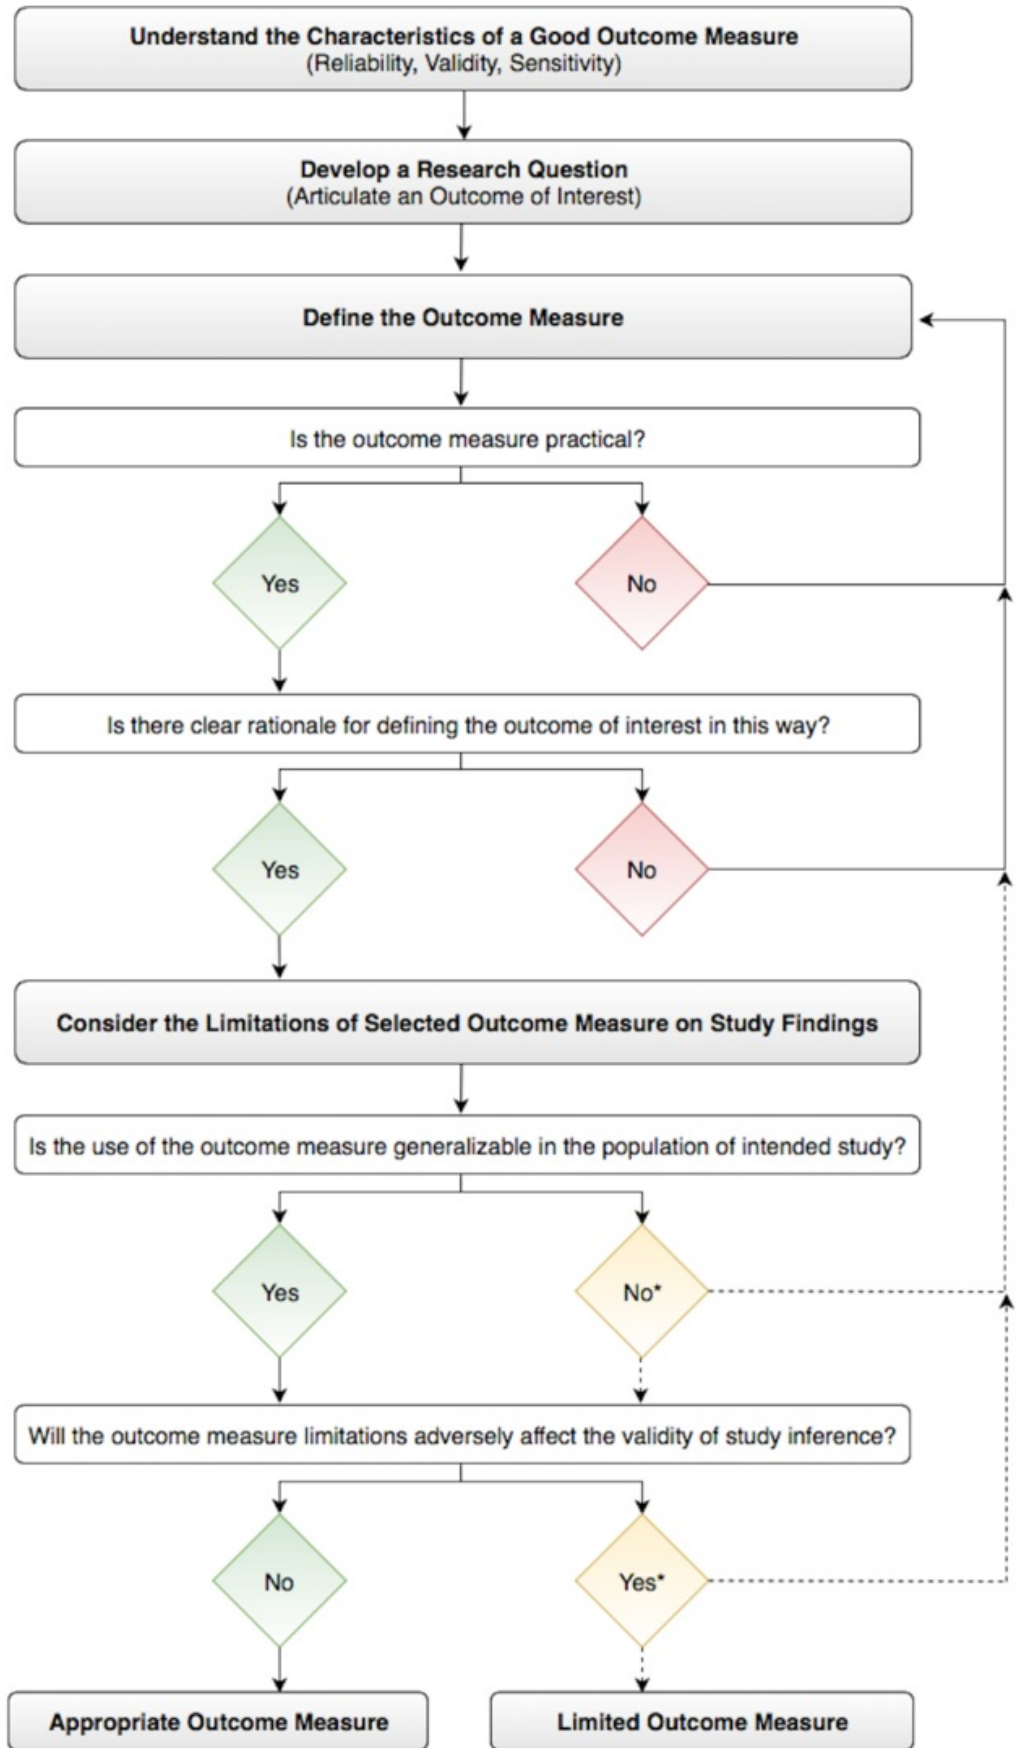 Understand the Characteristics of a Good Outcome Measure
(Reliability, Validity, Sensitivity)
Develop a Research Question
(Articulate an Outcome of Interest)
Define the Outcome Measure
Is the outcome measure practical?
Yes
No
Is there clear rationale for defining the outcome of interest in this way?
Yes
No
Consider the Limitations of Selected Outcome Measure on Study Findings
Is the use of the outcome measure generalizable in the population of intended study?
Yes
No*
Will the outcome measure limitations adversely affect the validity of study inference?
No
Yes*
Appropriate Outcome Measure
Limited Outcome Measure